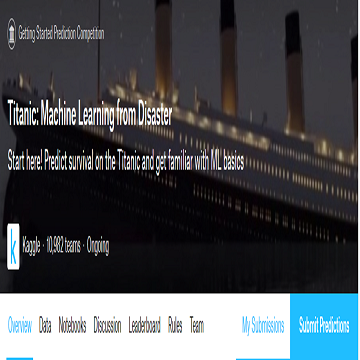 Getting Started Prediction Competition
Titanic: Machine Learning from Disaster
Start here! Predict survival on the Titanic and get familiar with ML basics
k
Kaggle · 10,982 teams · Ongoing
Overview Data Notebooks Discussion Leaderboard Rules Team My Submissions Submit Predictions